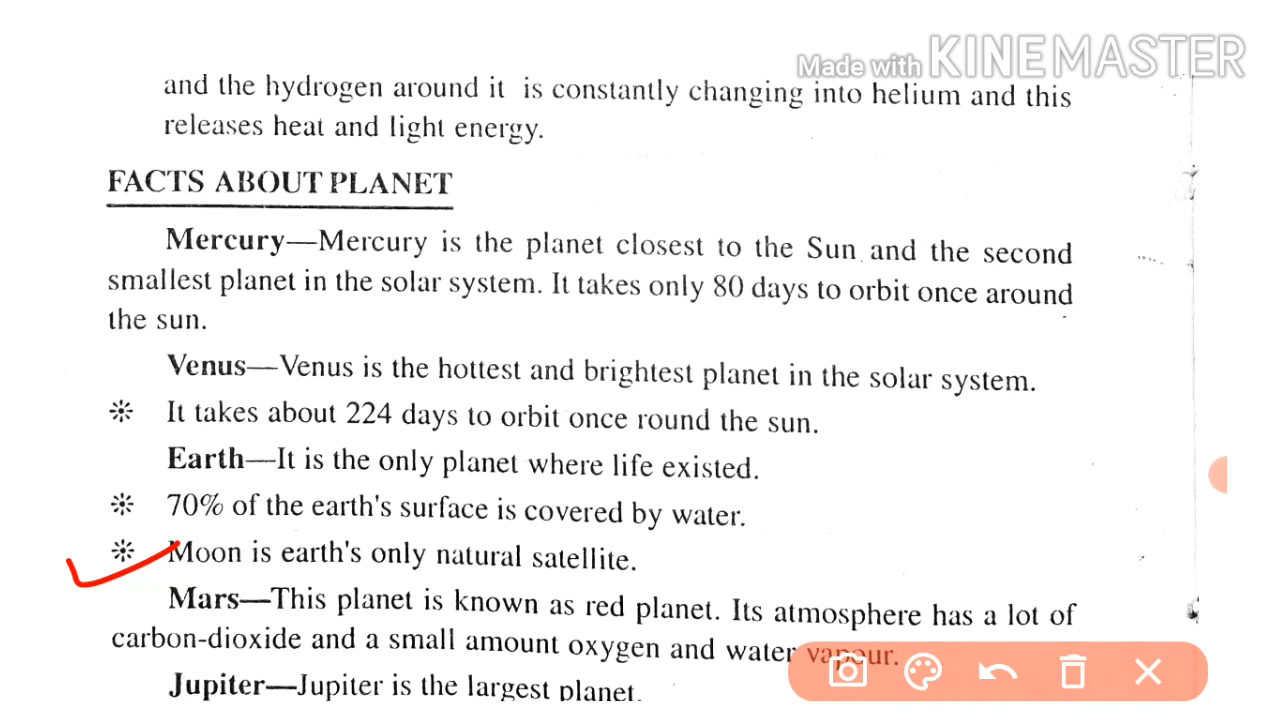 Made with KINEMASTER
and the hydrogen around it is constantly changing into helium and this
releases heat and light energy.
FACTS ABOUT PLANET
Mercury—Mercury is the planet closest to the Sun and the second
smallest planet in the solar system. It takes only 80 days to orbit once around
the sun.
Venus—Venus is the hottest and brightest planet in the solar system.
It takes about 224 days to orbit once round the sun.
Earth—It is the only planet where life existed.
70% of the earth's surface is covered by water.
Moon is earth's only natural satellite.
Mars—This planet is known as red planet. Its atmosphere has a lot of
carbon-dioxide and a small amount oxygen and water vapour.
Jupiter—Jupiter is the largest planet.